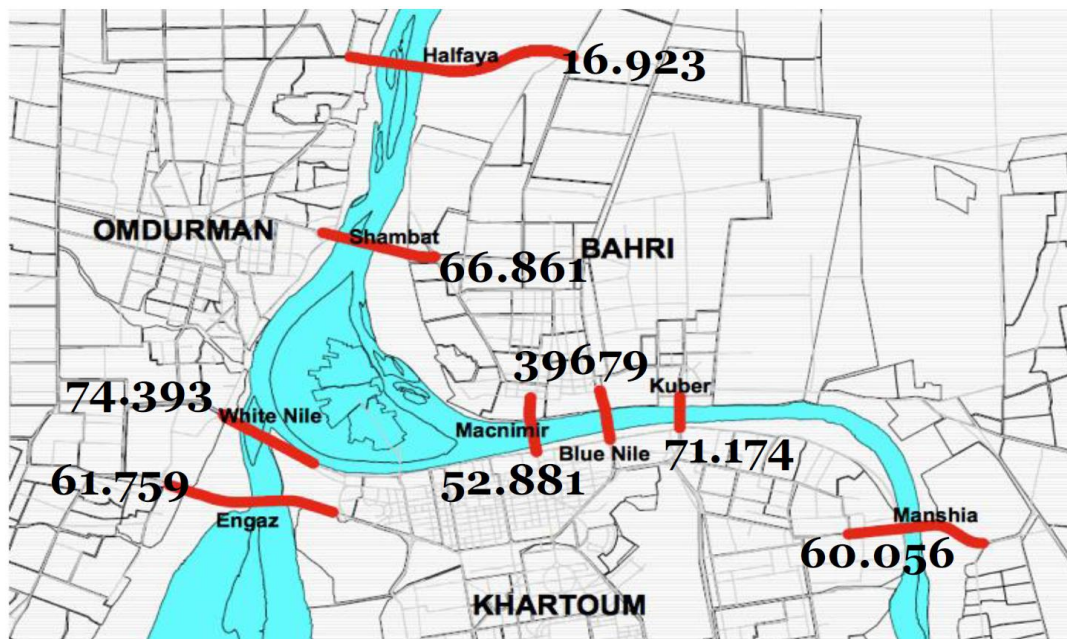 Halfaya
16.923
OMDURMAN
Shambat
BAHRI
66.861
39679
Kuber
74.393
White Nile
Macnimir
Blue Nile
71.174
61.759
52.881
Engaz
Manshia
60.056
KHARTOUM